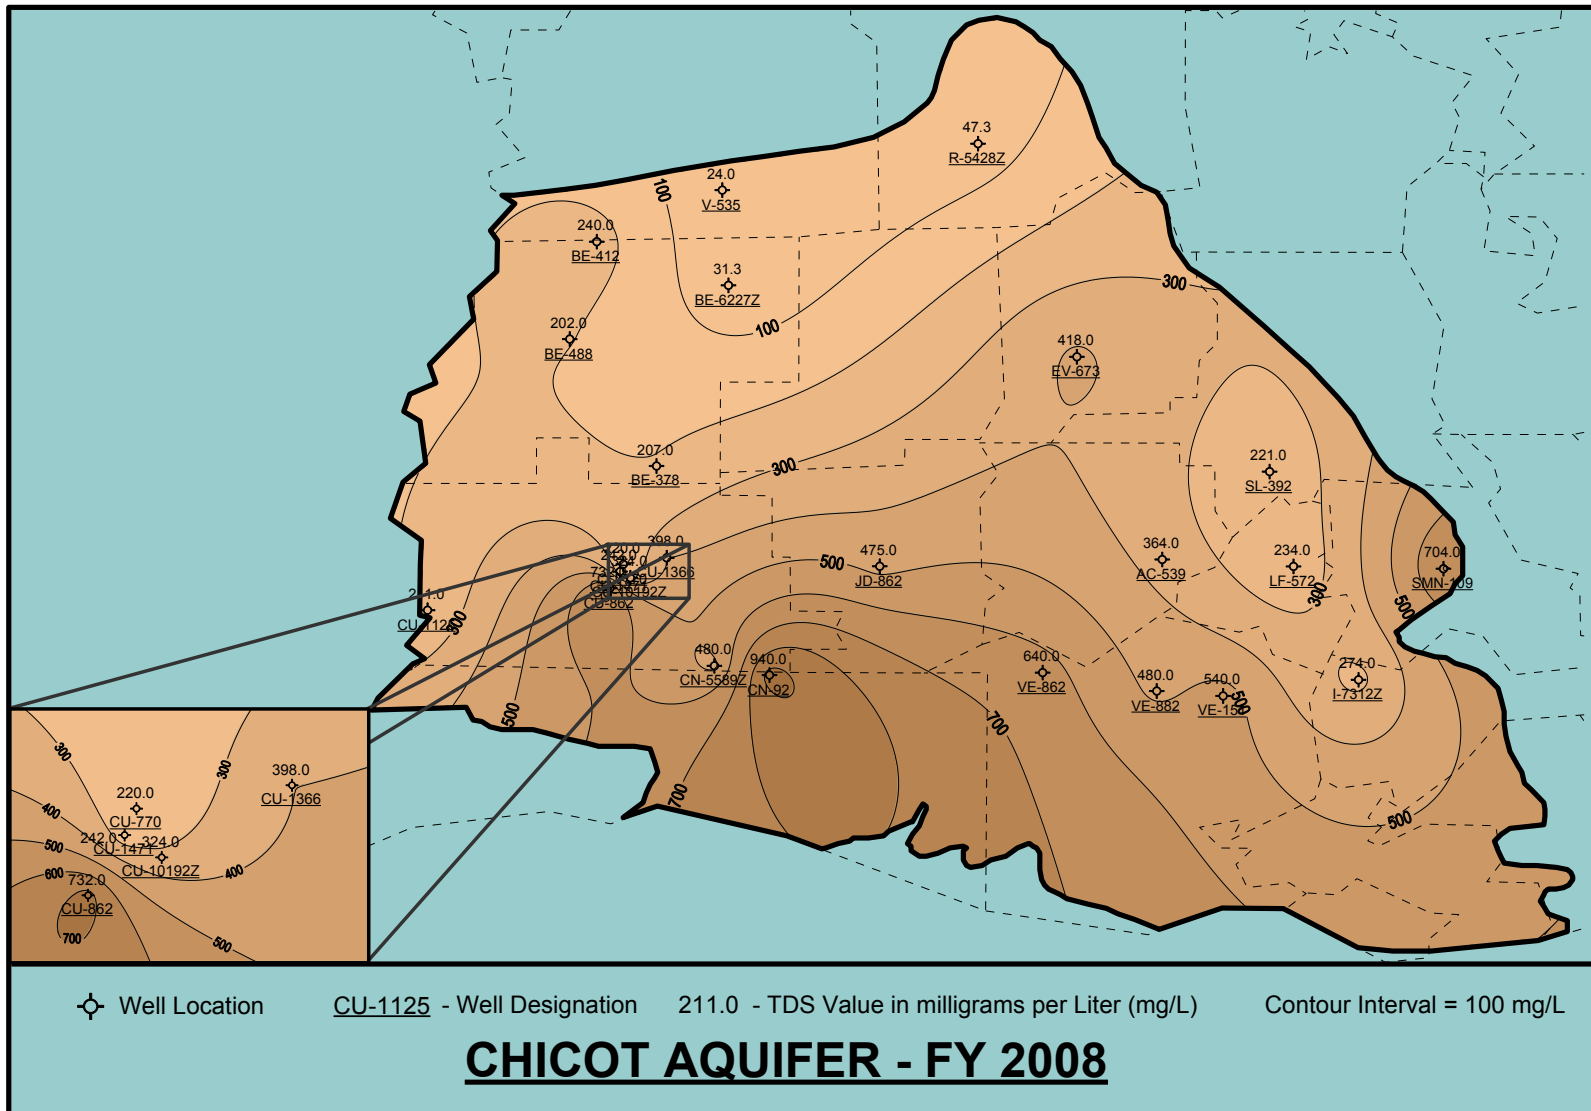 47.3
R-5428Z
24.0
V-535
100
240.0
BE-412
31.3
BE-6227Z
300
100
202.0
BE-488
418.0
EV-673
207.0
BE-378
300
221.0
SL-392
398.0
500
475.0
JD-862
364.0
AC-539
234.0
LF-572
704.0
SMN-109
CU-862
300
300
500
480.0
CN-5589Z
940.0
CN-92
640.0
VE-862
480.0
VE-882
540.0
500
274.0
I-7312Z
500
700
700
500
300
300
398.0
CU-1366
220.0
CU-770
400
242.0
CU-1471
324.0
CU-10192Z
500
600
400
732.0
CU-862
700
500
Well Location
CU-1125 - Well Designation
211.0 - TDS Value in milligrams per Liter (mg/L)
Contour Interval = 100 mg/L
CHICOT AQUIFER - FY 2008